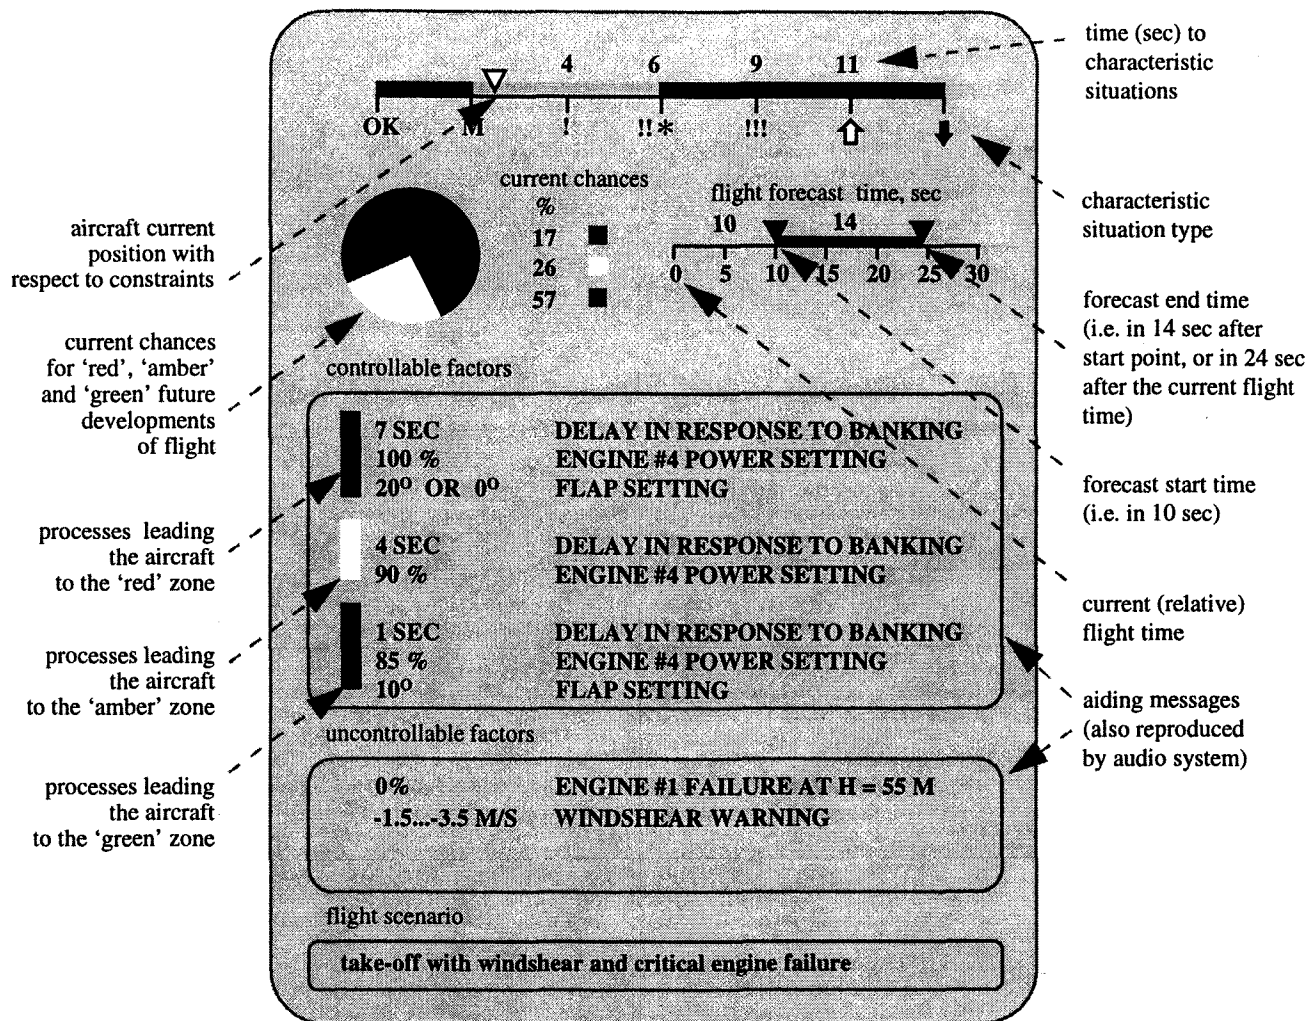 time (sec) to
characteristic
situations
4 6 9 11
OK M ! !! * !!!
characteristic
situation type
aircraft current
position with
respect to constraints
current chances
%
17
26
57
flight forecast time, sec
10 14
0 5 10 15 20 25 30
forecast end time
(i.e. in 14 sec after
start point, or in 24 sec
after the current flight
time)
current chances
for 'red', 'amber'
and 'green' future
developments
of flight
forecast start time
(i.e. in 10 sec)
current (relative)
flight time
controllable factors
7 SEC DELAY IN RESPONSE TO BANKING
100 % ENGINE #4 POWER SETTING
20º OR 0º FLAP SETTING
4 SEC DELAY IN RESPONSE TO BANKING
90 % ENGINE #4 POWER SETTING
1 SEC DELAY IN RESPONSE TO BANKING
85 % ENGINE #4 POWER SETTING
10º FLAP SETTING
processes leading
the aircraft
to the 'red' zone
processes leading
the aircraft
to the 'amber' zone
processes leading
the aircraft
to the 'green' zone
aiding messages
(also reproduced
by audio system)
uncontrollable factors
0% ENGINE #1 FAILURE AT H = 55 M
-1.5...-3.5 M/S WINDSHEAR WARNING
flight scenario
take-off with windshear and critical engine failure